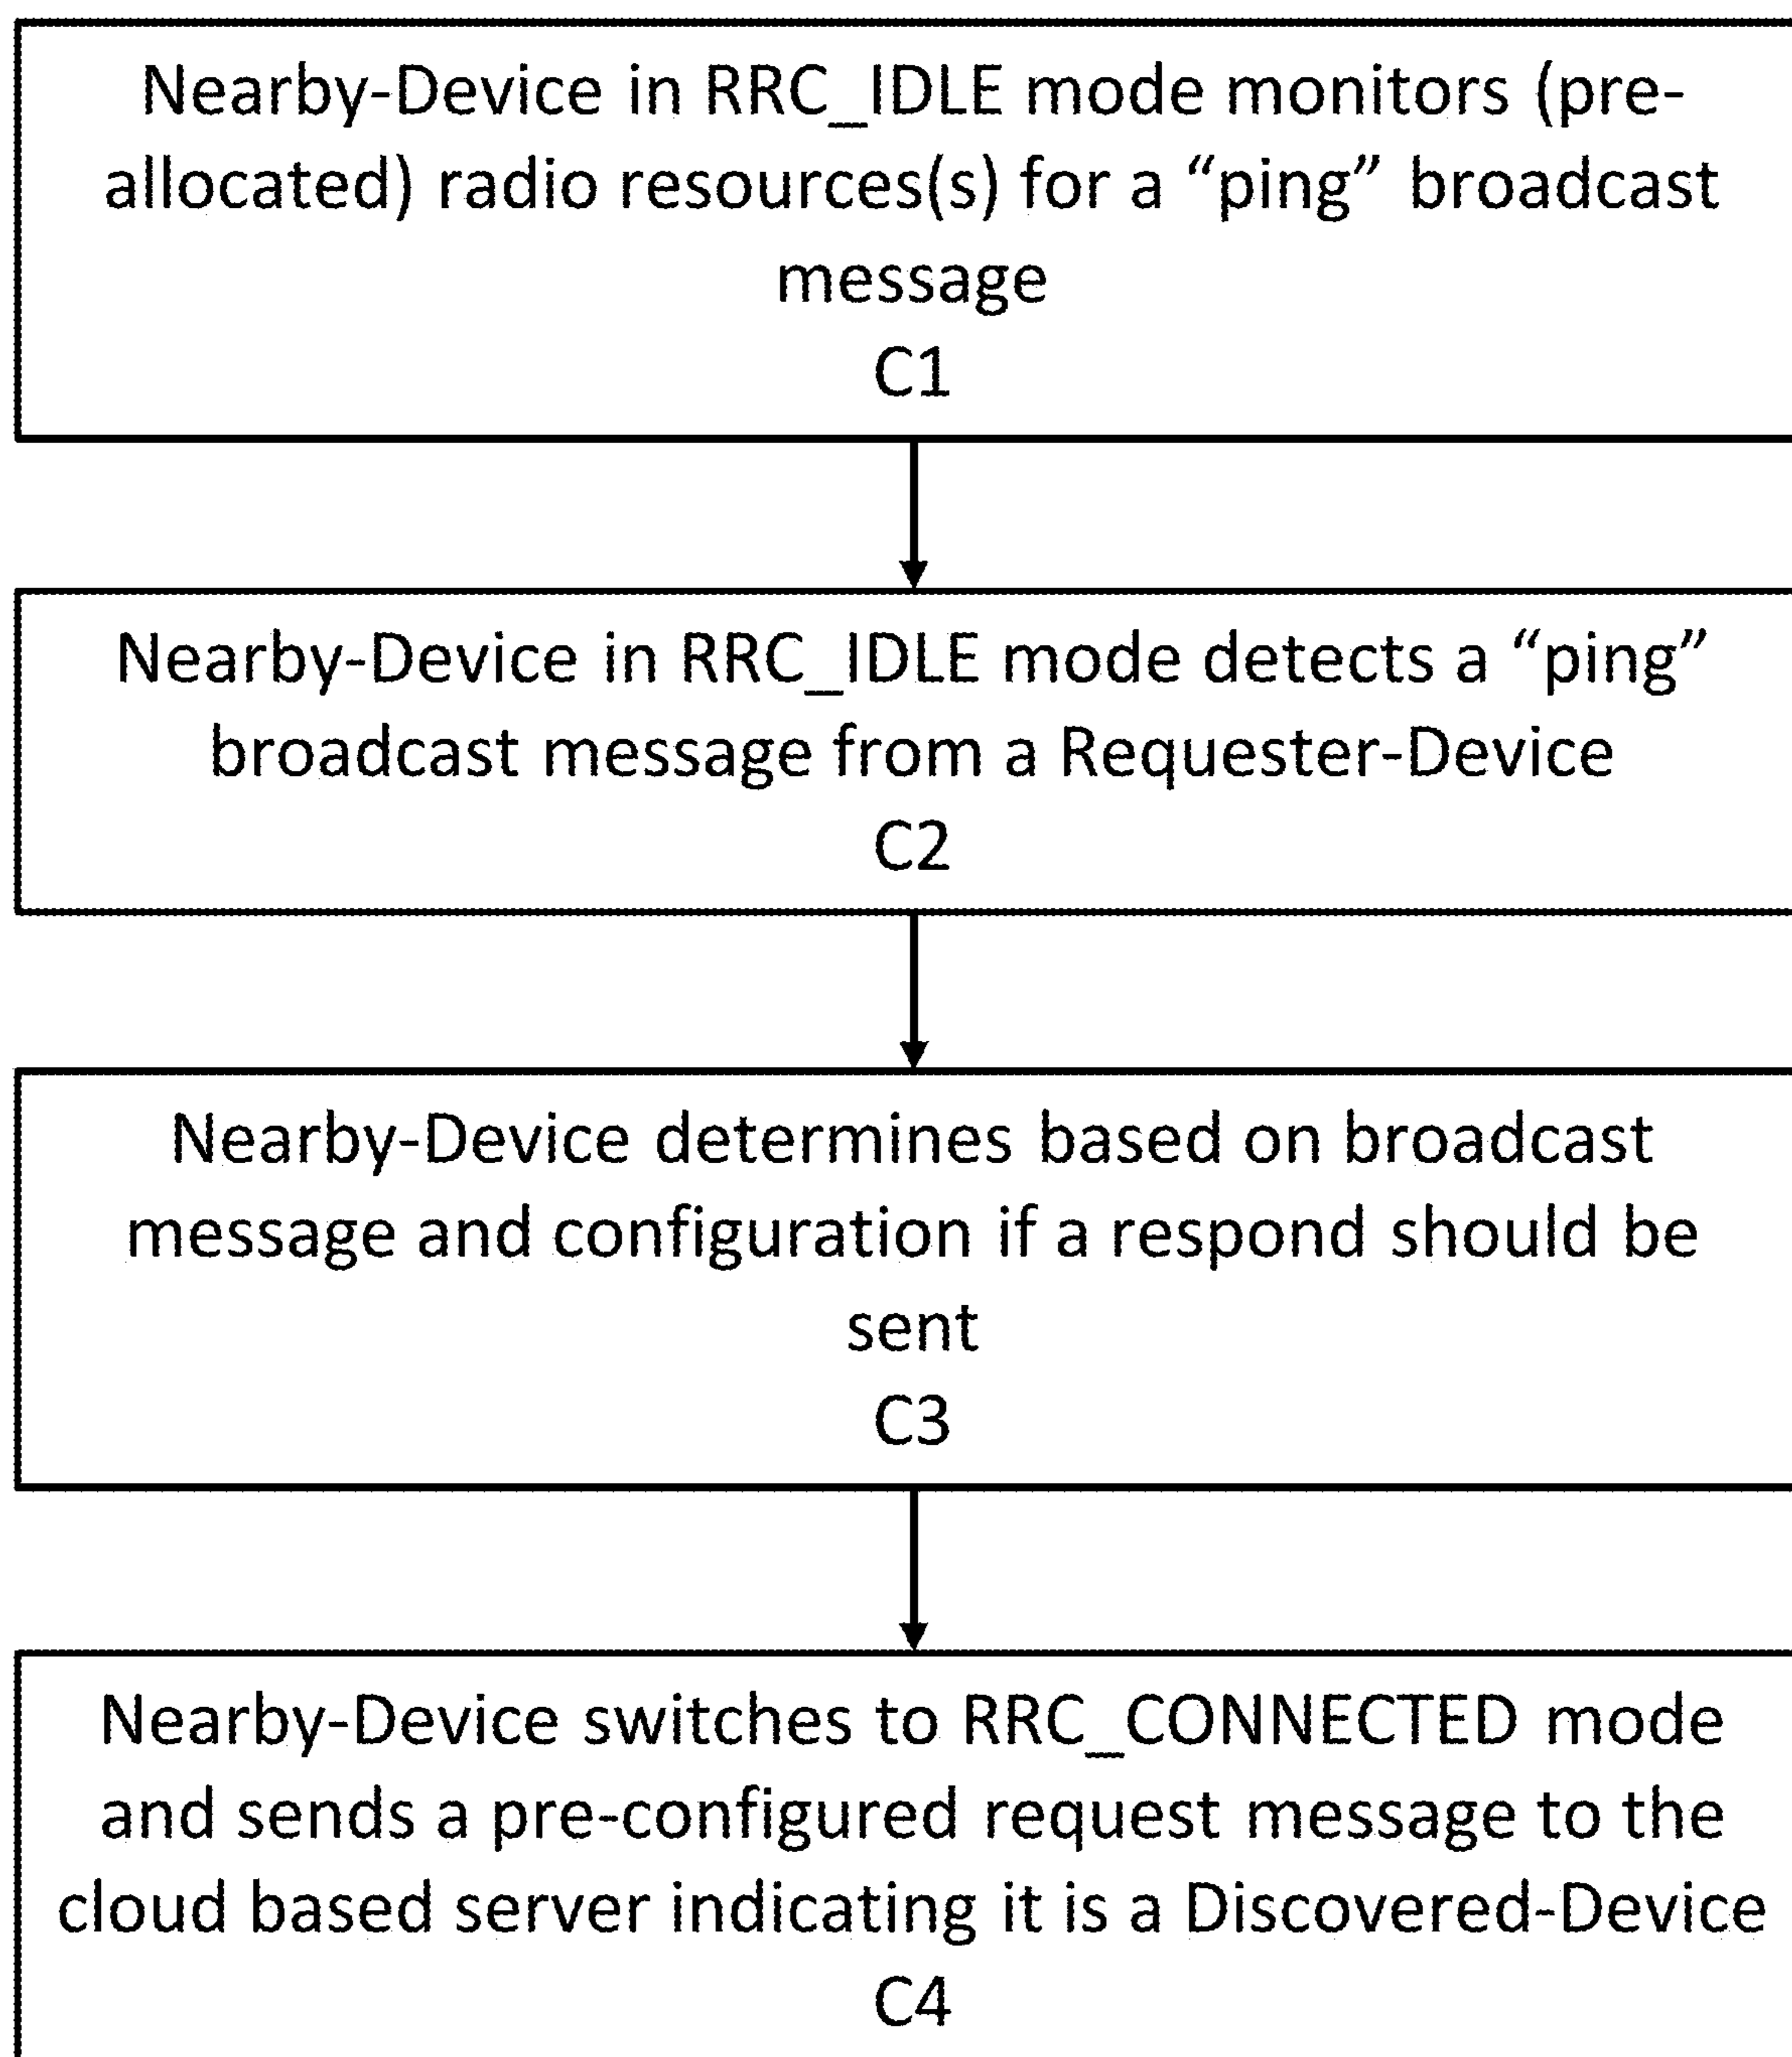 Nearby-Device in RRC_IDLE mode monitors (pre-
allocated) radio resources(s) for a “ping” broadcast
message
C1
Nearby-Device in RRC_IDLE mode detects a “ping”
broadcast message from a Requester-Device
C2
Nearby-Device determines based on broadcast
message and configuration if a respond should be
sent
C3
Nearby-Device switches to RRC_CONNECTED mode
and sends a pre-configured request message to the
cloud based server indicating it is a Discovered-Device
C4